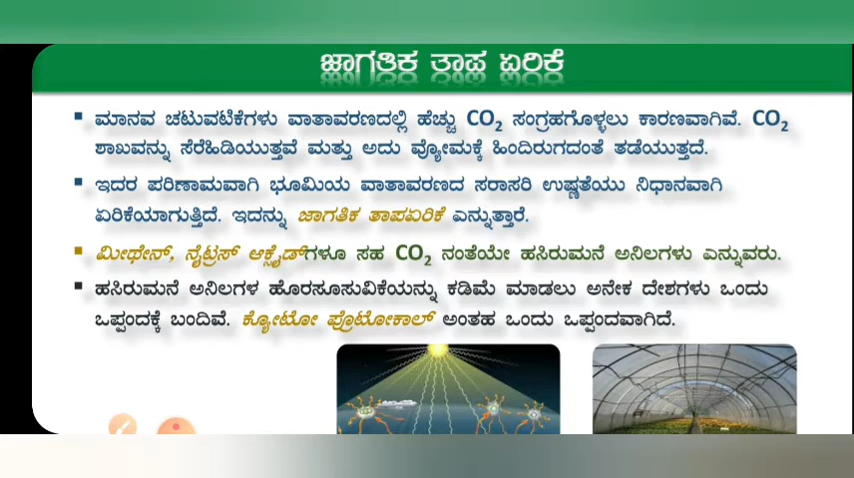 ಜಾಗತಿಕ ತಾಪ ಏರಿಕೆ
▪ ಮಾನವ ಚಟುವಟಿಕೆಗಳು ವಾತಾವರಣದಲ್ಲಿ ಹೆಚ್ಚು CO₂ ಸಂಗ್ರಹಗೊಳ್ಳಲು ಕಾರಣವಾಗಿವೆ. CO₂
ಶಾಖವನ್ನು ಸೆರೆಹಿಡಿಯುತ್ತವೆ ಮತ್ತು ಅದು ವ್ಯೋಮಕ್ಕೆ ಹಿಂದಿರುಗದಂತೆ ತಡೆಯುತ್ತದೆ.
▪ ಇದರ ಪರಿಣಾಮವಾಗಿ ಭೂಮಿಯ ವಾತಾವರಣದ ಸರಾಸರಿ ಉಷ್ಣತೆಯು ನಿಧಾನವಾಗಿ
ಏರಿಕೆಯಾಗುತ್ತಿದೆ. ಇದನ್ನು ಜಾಗತಿಕ ತಾಪಏರಿಕೆ ಎನ್ನುತ್ತಾರೆ.
▪ ಮೀಥೇನ್, ನೈಟ್ರಸ್ ಆಕ್ಸೈಡ್‌ಗಳೂ ಸಹ CO₂ ನಂತೆಯೇ ಹಸಿರುಮನೆ ಅನಿಲಗಳು ಎನ್ನುವರು.
▪ ಹಸಿರುಮನೆ ಅನಿಲಗಳ ಹೊರಸೂಸುವಿಕೆಯನ್ನು ಕಡಿಮೆ ಮಾಡಲು ಅನೇಕ ದೇಶಗಳು ಒಂದು
ಒಪ್ಪಂದಕ್ಕೆ ಬಂದಿವೆ. ಕ್ಯೋಟೋ ಪ್ರೊಟೋಕಾಲ್ ಅಂತಹ ಒಂದು ಒಪ್ಪಂದವಾಗಿದೆ.